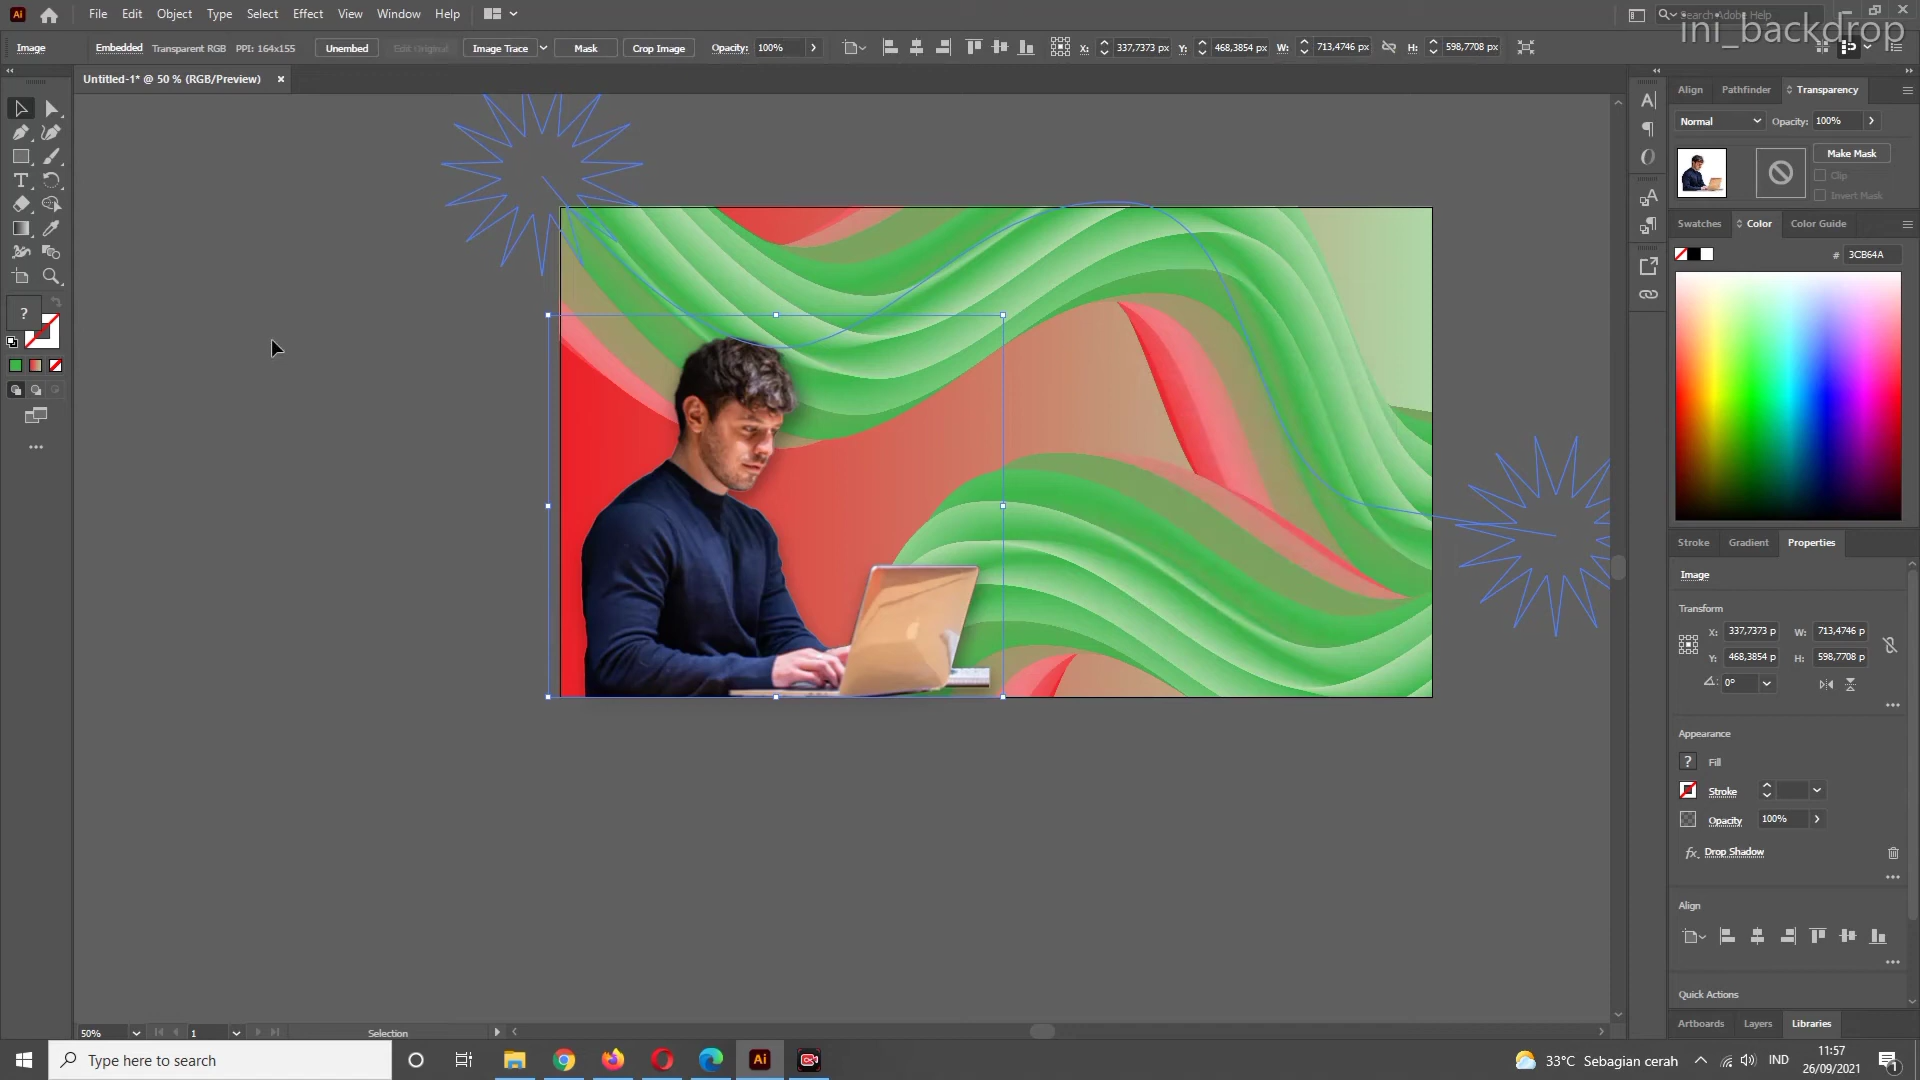 Ai File Edit Object Type Select Effect View Window Help
Search Adobe Help
ini_backdrop
Image Embedded Transparent RGB PPI: 164x155 Unembed Edit Original Image Trace Mask Crop Image Opacity: 100% X: 337,7373 px Y: 468,3854 px W: 713,4746 px H: 598,7708 px
Untitled-1* @ 50 % (RGB/Preview) ×
Align Pathfinder Transparency
Normal Opacity: 100%
Make Mask
Clip
Invert Mask
Swatches Color Color Guide
# 3CB64A
Stroke Gradient Properties
Image
Transform
X: 337,7373 p W: 713,4746 p
Y: 468,3854 p H: 598,7708 p
0°
Appearance
? Fill
Stroke
Opacity 100%
fx. Drop Shadow
Align
Quick Actions
Artboards Layers Libraries
50% 1 Selection
Type here to search
Ai
33°C Sebagian cerah
IND
11:57
26/09/2021
1